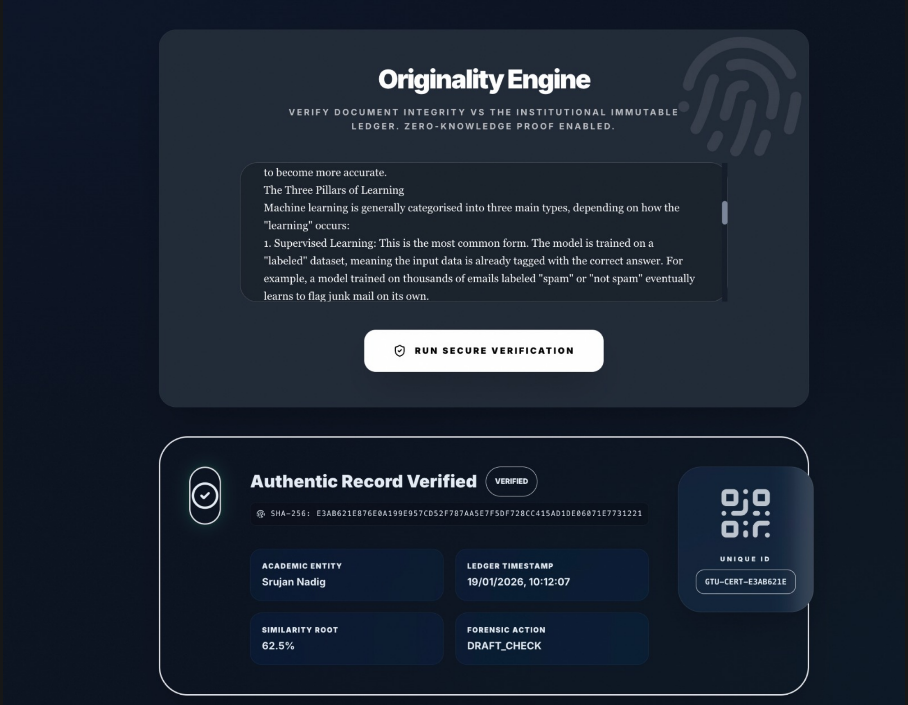 Originality Engine
VERIFY DOCUMENT INTEGRITY VS THE INSTITUTIONAL IMMUTABLE
LEDGER. ZERO-KNOWLEDGE PROOF ENABLED.
to become more accurate.
The Three Pillars of Learning
Machine learning is generally categorised into three main types, depending on how the
"learning" occurs:
1. Supervised Learning: This is the most common form. The model is trained on a
"labeled" dataset, meaning the input data is already tagged with the correct answer. For
example, a model trained on thousands of emails labeled "spam" or "not spam" eventually
learns to flag junk mail on its own.
RUN SECURE VERIFICATION
Authentic Record Verified
VERIFIED
SHA-256: E3AB621E876E0A199E957CD52F787AA5E7F5DF728CC415AD1DE06071E7731221
ACADEMIC ENTITY
Srujan Nadig
LEDGER TIMESTAMP
19/01/2026, 10:12:07
SIMILARITY ROOT
62.5%
FORENSIC ACTION
DRAFT_CHECK
UNIQUE ID
GTU-CERT-E3AB621E